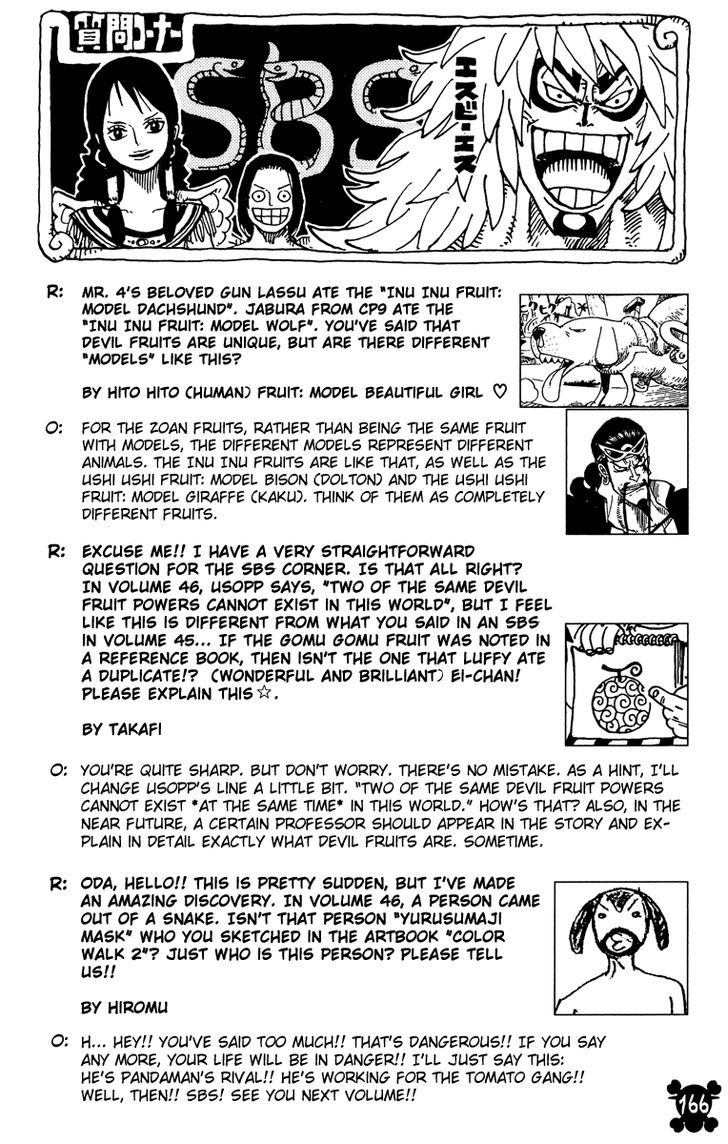 質問コーナー
SBS
エスビーエス
R: MR. 4'S BELOVED GUN LASSU ATE THE "INU INU FRUIT:
MODEL DACHSHUND". JABURA FROM CP9 ATE THE
"INU INU FRUIT: MODEL WOLF". YOU'VE SAID THAT
DEVIL FRUITS ARE UNIQUE, BUT ARE THERE DIFFERENT
"MODELS" LIKE THIS?
BY HITO HITO (HUMAN) FRUIT: MODEL BEAUTIFUL GIRL ♡
O: FOR THE ZOAN FRUITS, RATHER THAN BEING THE SAME FRUIT
WITH MODELS, THE DIFFERENT MODELS REPRESENT DIFFERENT
ANIMALS. THE INU INU FRUITS ARE LIKE THAT, AS WELL AS THE
USHI USHI FRUIT: MODEL BISON (DOLTON) AND THE USHI USHI
FRUIT: MODEL GIRAFFE (KAKU). THINK OF THEM AS COMPLETELY
DIFFERENT FRUITS.
R: EXCUSE ME!! I HAVE A VERY STRAIGHTFORWARD
QUESTION FOR THE SBS CORNER. IS THAT ALL RIGHT?
IN VOLUME 46, USOPP SAYS, "TWO OF THE SAME DEVIL
FRUIT POWERS CANNOT EXIST IN THIS WORLD", BUT I FEEL
LIKE THIS IS DIFFERENT FROM WHAT YOU SAID IN AN SBS
IN VOLUME 45... IF THE GOMU GOMU FRUIT WAS NOTED IN
A REFERENCE BOOK, THEN ISN'T THE ONE THAT LUFFY ATE
A DUPLICATE!? (WONDERFUL AND BRILLIANT) EI-CHAN!
PLEASE EXPLAIN THIS☆.
BY TAKAFI
O: YOU'RE QUITE SHARP. BUT DON'T WORRY. THERE'S NO MISTAKE. AS A HINT, I'LL
CHANGE USOPP'S LINE A LITTLE BIT. "TWO OF THE SAME DEVIL FRUIT POWERS
CANNOT EXIST *AT THE SAME TIME* IN THIS WORLD." HOW'S THAT? ALSO, IN THE
NEAR FUTURE, A CERTAIN PROFESSOR SHOULD APPEAR IN THE STORY AND EX-
PLAIN IN DETAIL EXACTLY WHAT DEVIL FRUITS ARE. SOMETIME.
R: ODA, HELLO!! THIS IS PRETTY SUDDEN, BUT I'VE MADE
AN AMAZING DISCOVERY. IN VOLUME 46, A PERSON CAME
OUT OF A SNAKE. ISN'T THAT PERSON "YURUSUMAJI
MASK" WHO YOU SKETCHED IN THE ARTBOOK "COLOR
WALK 2"? JUST WHO IS THIS PERSON? PLEASE TELL
US!!
BY HIROMU
O: H... HEY!! YOU'VE SAID TOO MUCH!! THAT'S DANGEROUS!! IF YOU SAY
ANY MORE, YOUR LIFE WILL BE IN DANGER!! I'LL JUST SAY THIS:
HE'S PANDAMAN'S RIVAL!! HE'S WORKING FOR THE TOMATO GANG!!
WELL, THEN!! SBS! SEE YOU NEXT VOLUME!!
166